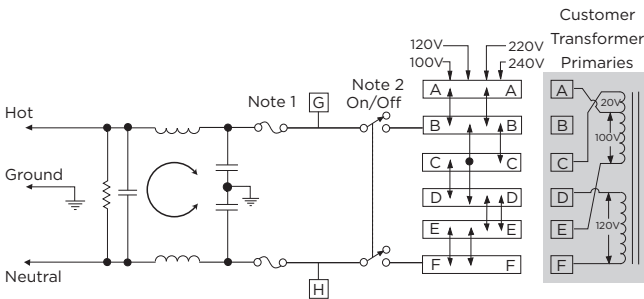 Customer
Transformer
Primaries
120V 220V
100V 240V
Note 1
Note 2
On/Off
G
H
Hot
Ground
Neutral
A A
B B
C C
D D
E E
F F
A
B
C
D
E
F
20V
100V
120V